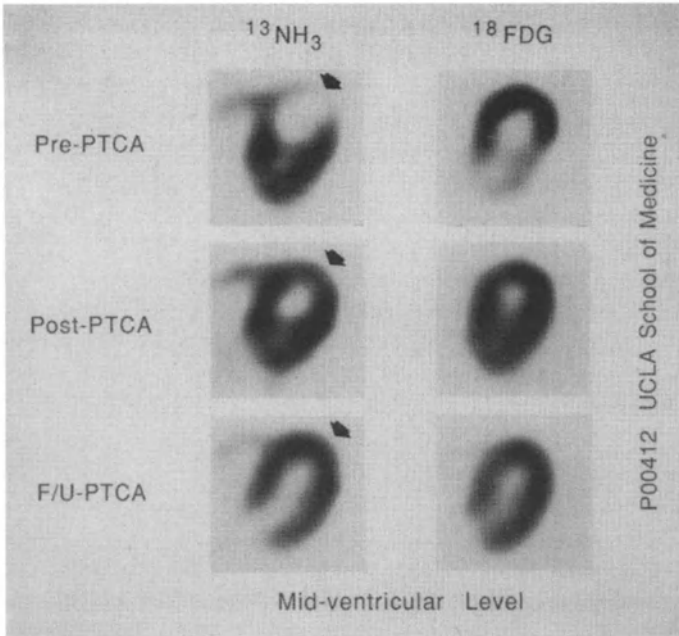 ¹³NH₃ ¹⁸FDG
Pre-PTCA
Post-PTCA
F/U-PTCA
Mid-ventricular Level
P00412 UCLA School of Medicine